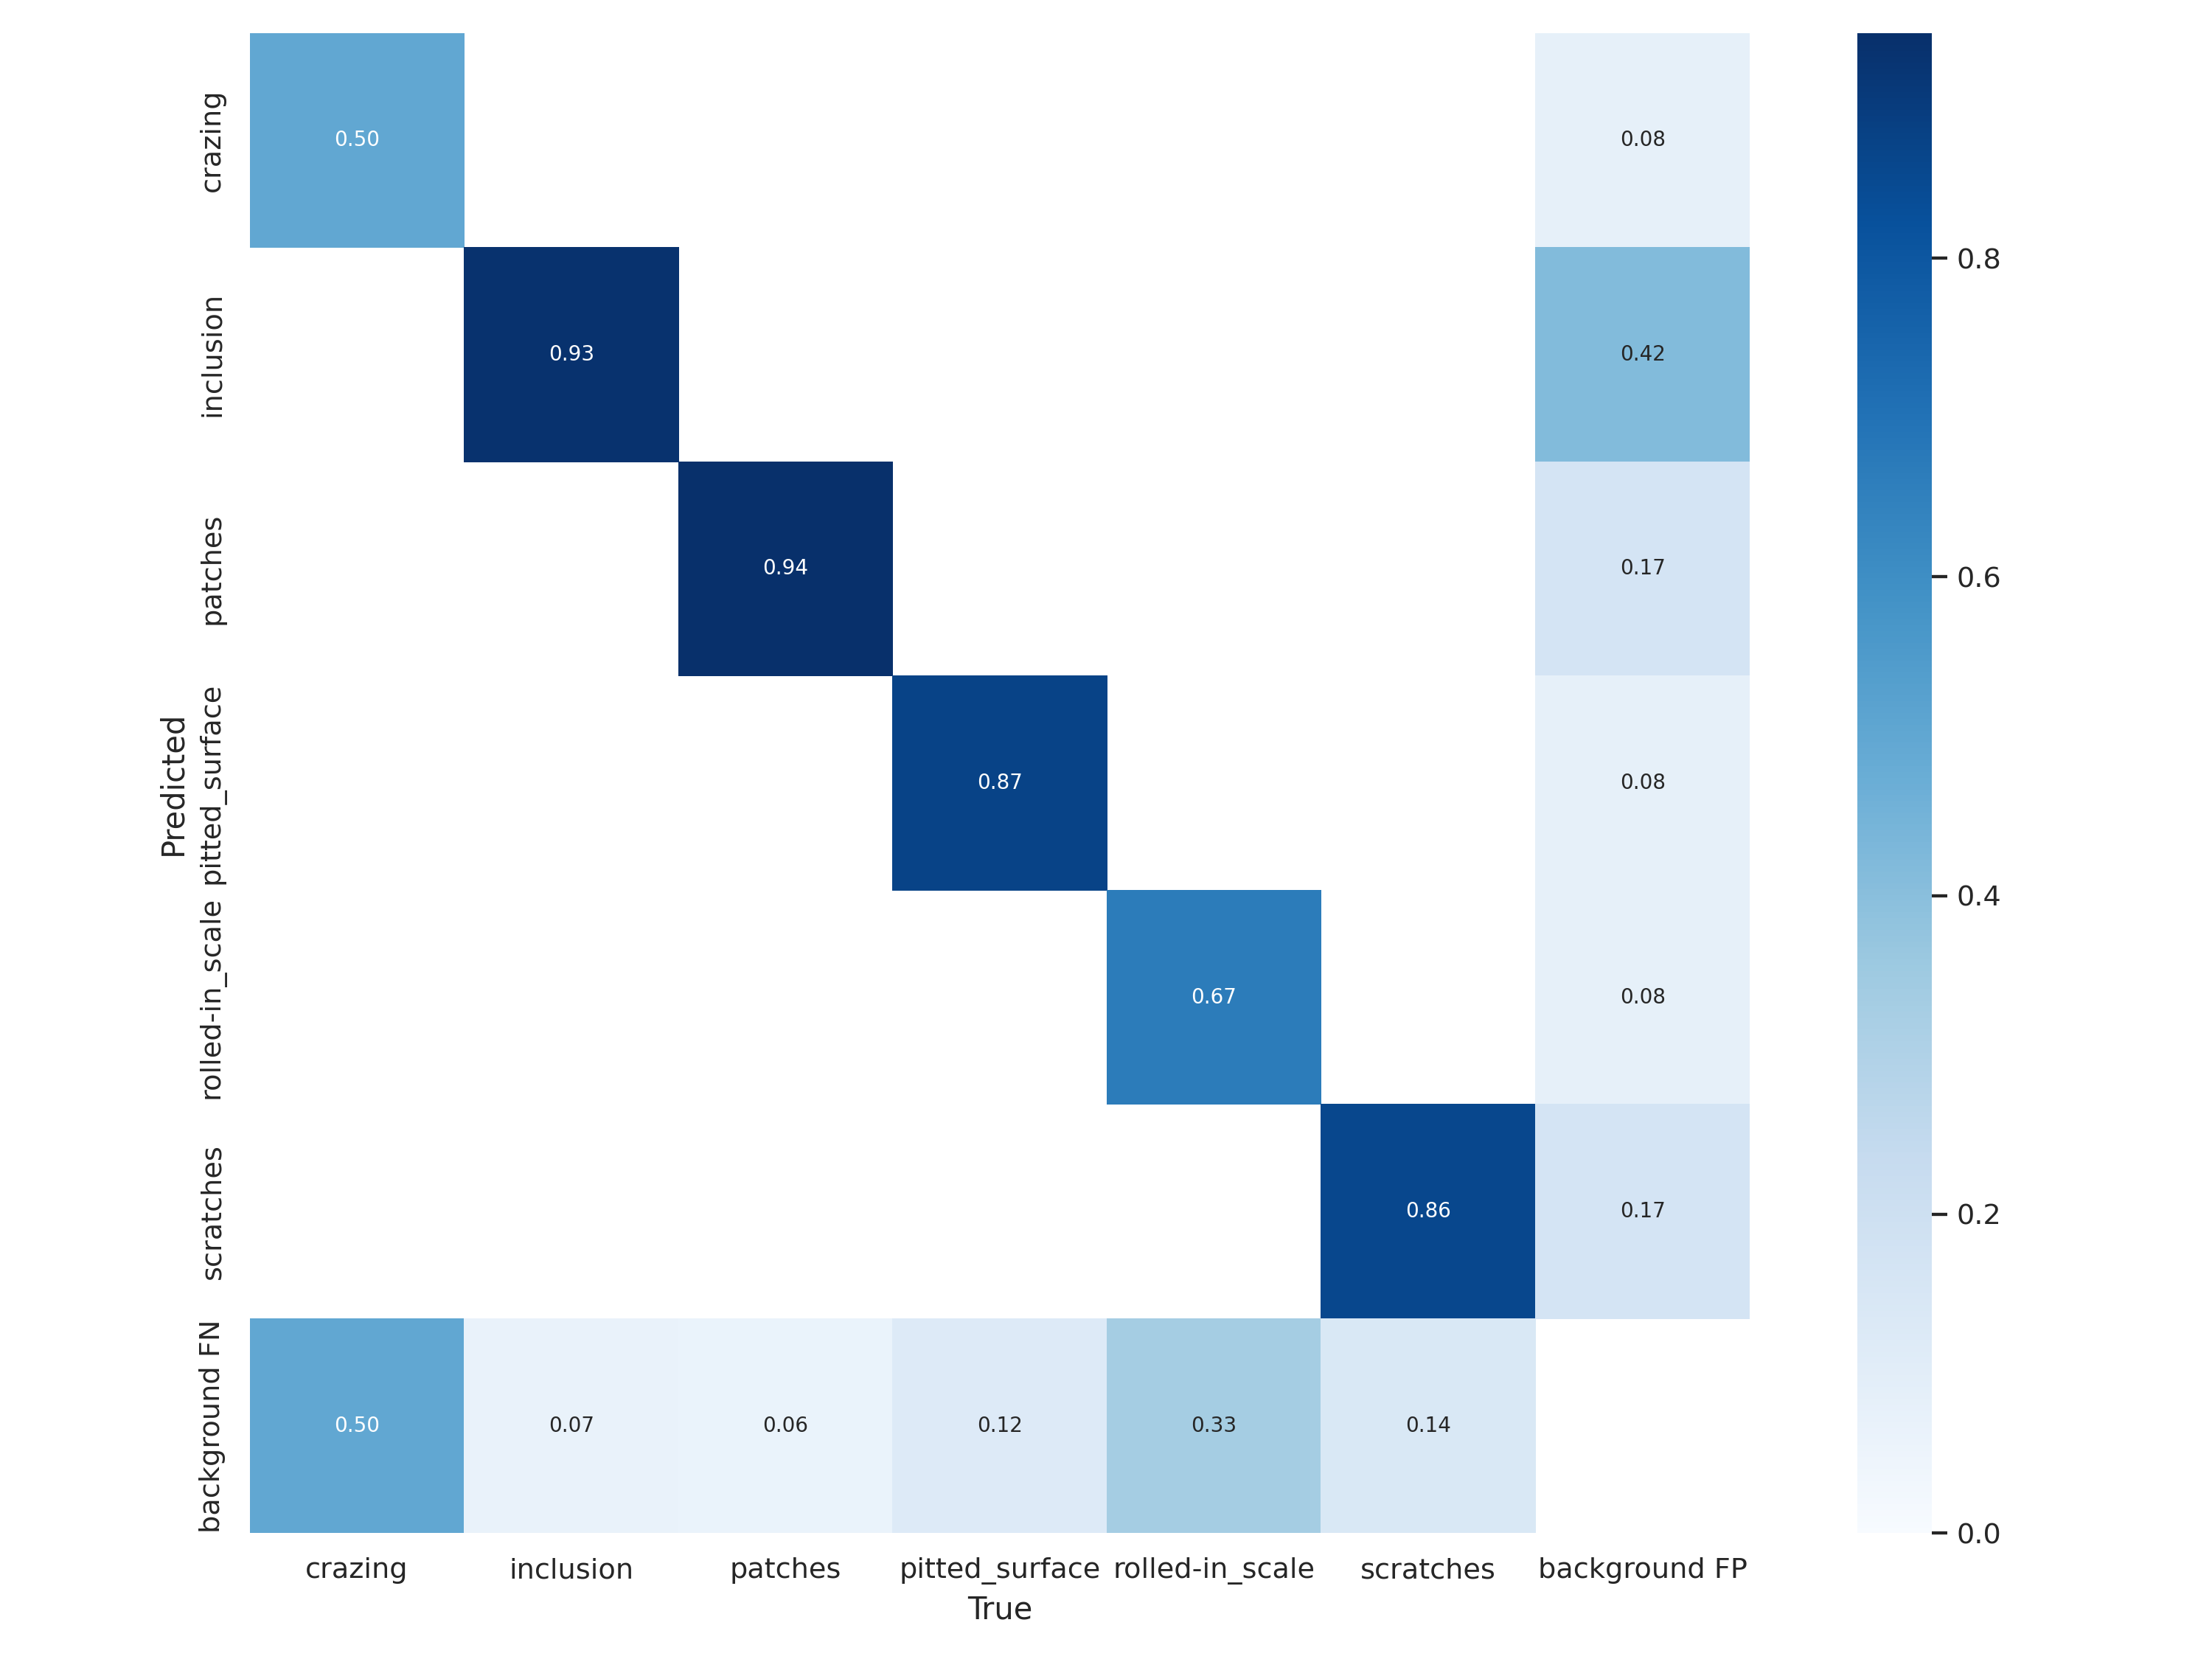 crazing
0.50
0.08
inclusion
0.93
0.42
0.8
patches
0.94
0.17
0.6
Predicted
pitted_surface
0.87
0.08
0.4
rolled-in_scale
0.67
0.08
scratches
0.86
0.17
0.2
background FN
0.50 0.07 0.06 0.12 0.33 0.14
0.0
crazing inclusion patches pitted_surface rolled-in_scale scratches background FP
True